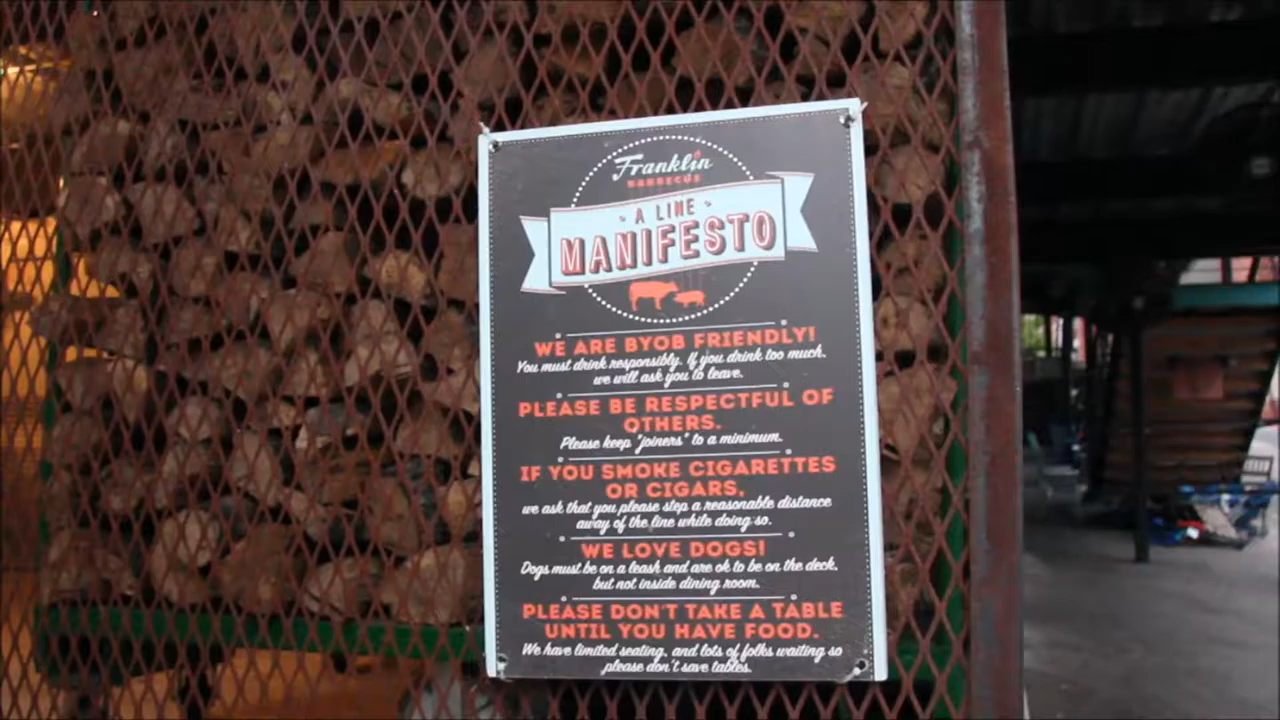 Franklin
BARBECUE
- A LINE -
MANIFESTO
WE ARE BYOB FRIENDLY!
You must drink responsibly. If you drink too much,
we will ask you to leave.
PLEASE BE RESPECTFUL OF
OTHERS.
Please keep "joiners" to a minimum.
IF YOU SMOKE CIGARETTES
OR CIGARS,
we ask that you please step a reasonable distance
away of the line while doing so.
WE LOVE DOGS!
Dogs must be on a leash and are ok to be on the deck,
but not inside dining room.
PLEASE DON'T TAKE A TABLE
UNTIL YOU HAVE FOOD.
We have limited seating, and lots of folks waiting so
please don't save tables.